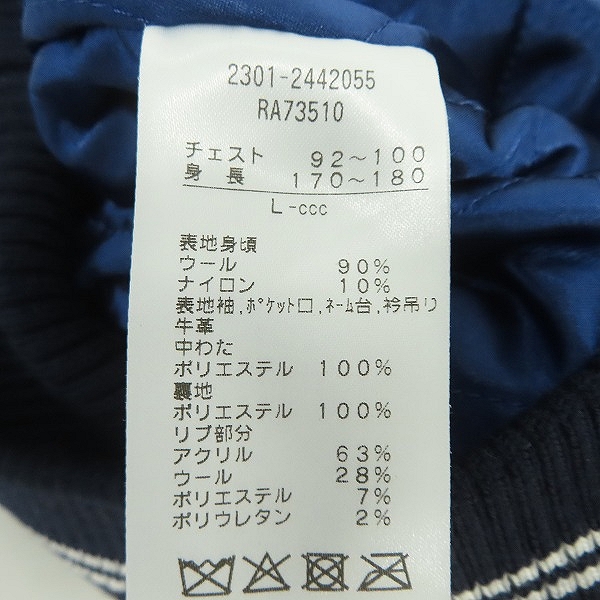 2301-2442055
RA73510
チェスト 92～100
身長 170～180
L-ccc
表地身頃
ウール 90%
ナイロン 10%
表地袖,ﾎﾟｹｯﾄ口,ﾈｰﾑ台,衿吊り
牛革
中わた
ポリエステル 100%
裏地
ポリエステル 100%
リブ部分
アクリル 63%
ウール 28%
ポリエステル 7%
ポリウレタン 2%